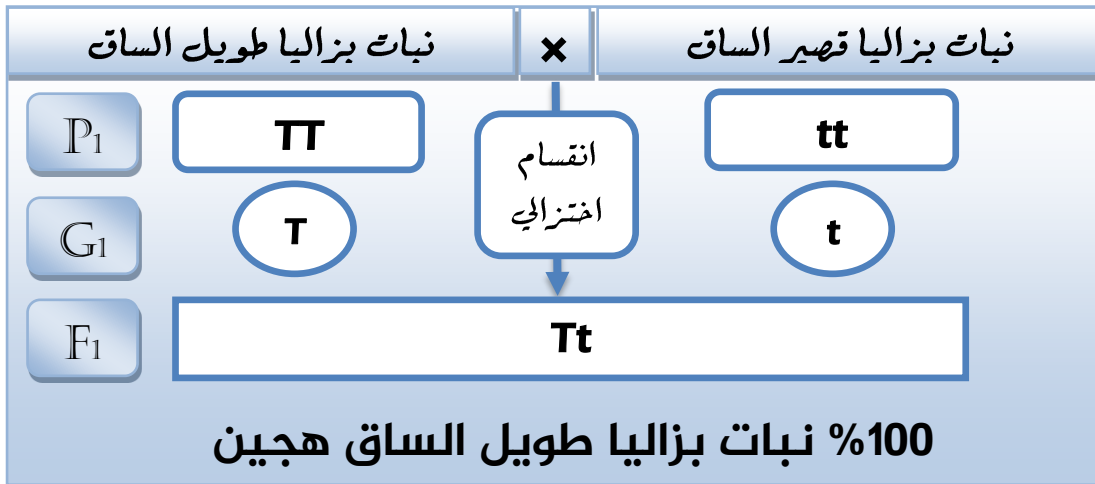 نبات بزاليا قصير الساق × نبات بزاليا طويل الساق
P1 TT انقسام اختزالي tt
G1 T t
F1 Tt
100% نبات بزاليا طويل الساق هجين